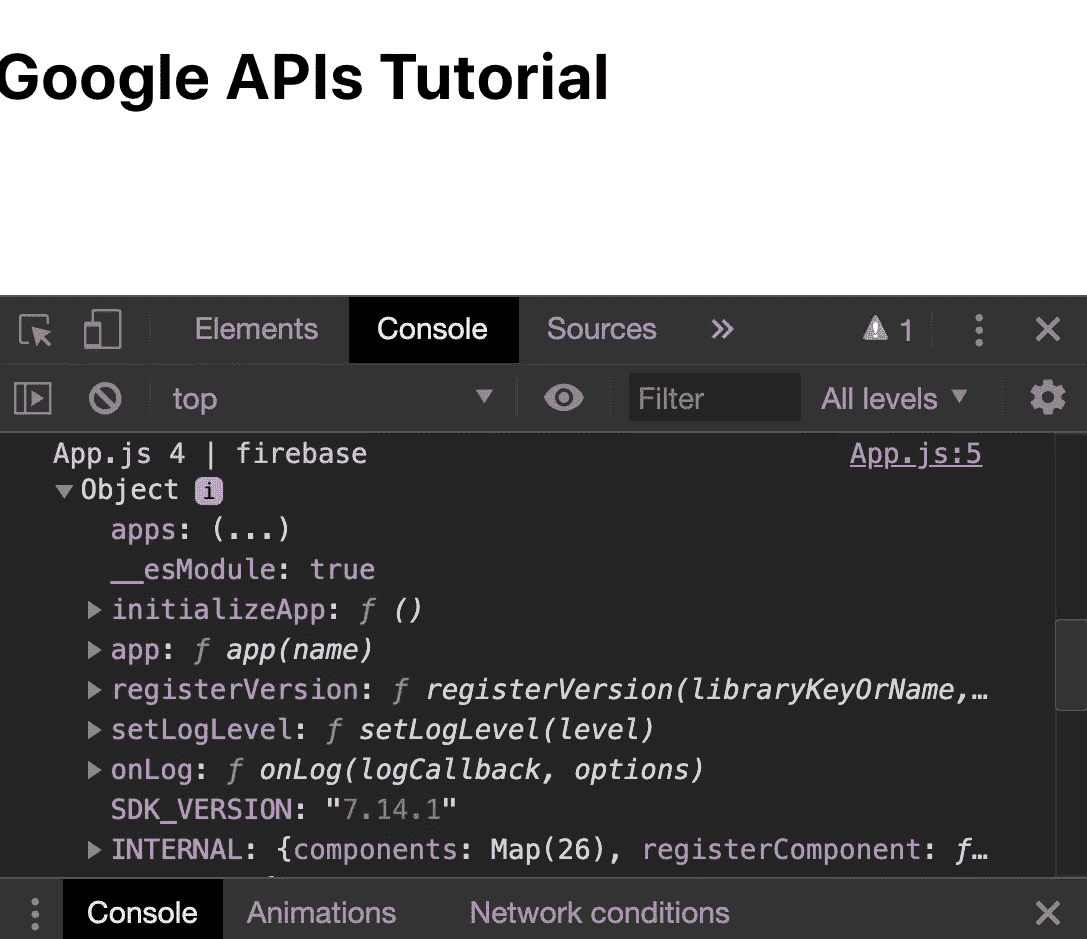 Google APIs Tutorial
Elements Console Sources » 1
top Filter All levels
App.js 4 | firebase App.js:5
Object i
apps: (...)
__esModule: true
initializeApp: ƒ ()
app: ƒ app(name)
registerVersion: ƒ registerVersion(libraryKeyOrName,…
setLogLevel: ƒ setLogLevel(level)
onLog: ƒ onLog(logCallback, options)
SDK_VERSION: "7.14.1"
INTERNAL: {components: Map(26), registerComponent: ƒ…
Console Animations Network conditions